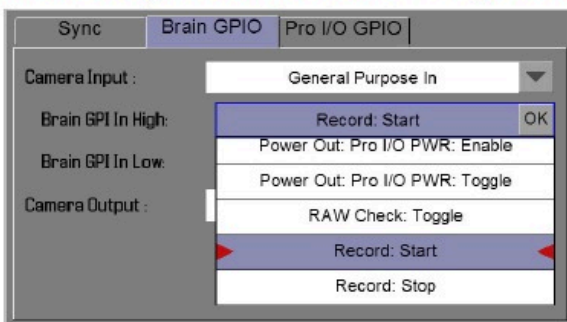 Sync Brain GPIO Pro I/O GPIO
Camera Input : General Purpose In
Brain GPI In High: Record: Start OK
Power Out: Pro I/O PWR: Enable
Brain GPI In Low:
Power Out: Pro I/O PWR: Toggle
Camera Output :
RAW Check: Toggle
Record: Start
Record: Stop